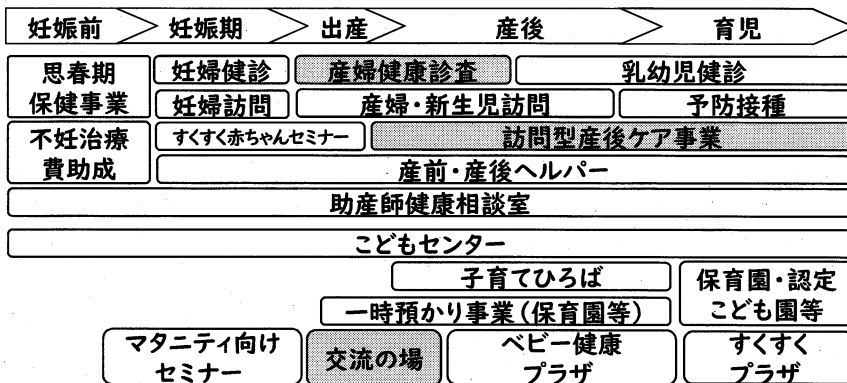 妊娠前 妊娠期 出産 産後 育児
思春期
保健事業
妊婦健診 産婦健康診査 乳幼児健診
妊婦訪問 産婦・新生児訪問 予防接種
不妊治療
費助成
すくすく赤ちゃんセミナー 訪問型産後ケア事業
産前・産後ヘルパー
助産師健康相談室
こどもセンター
子育てひろば
一時預かり事業(保育園等)
保育園・認定
こども園等
マタニティ向け
セミナー
交流の場
ベビー健康
プラザ
すくすく
プラザ